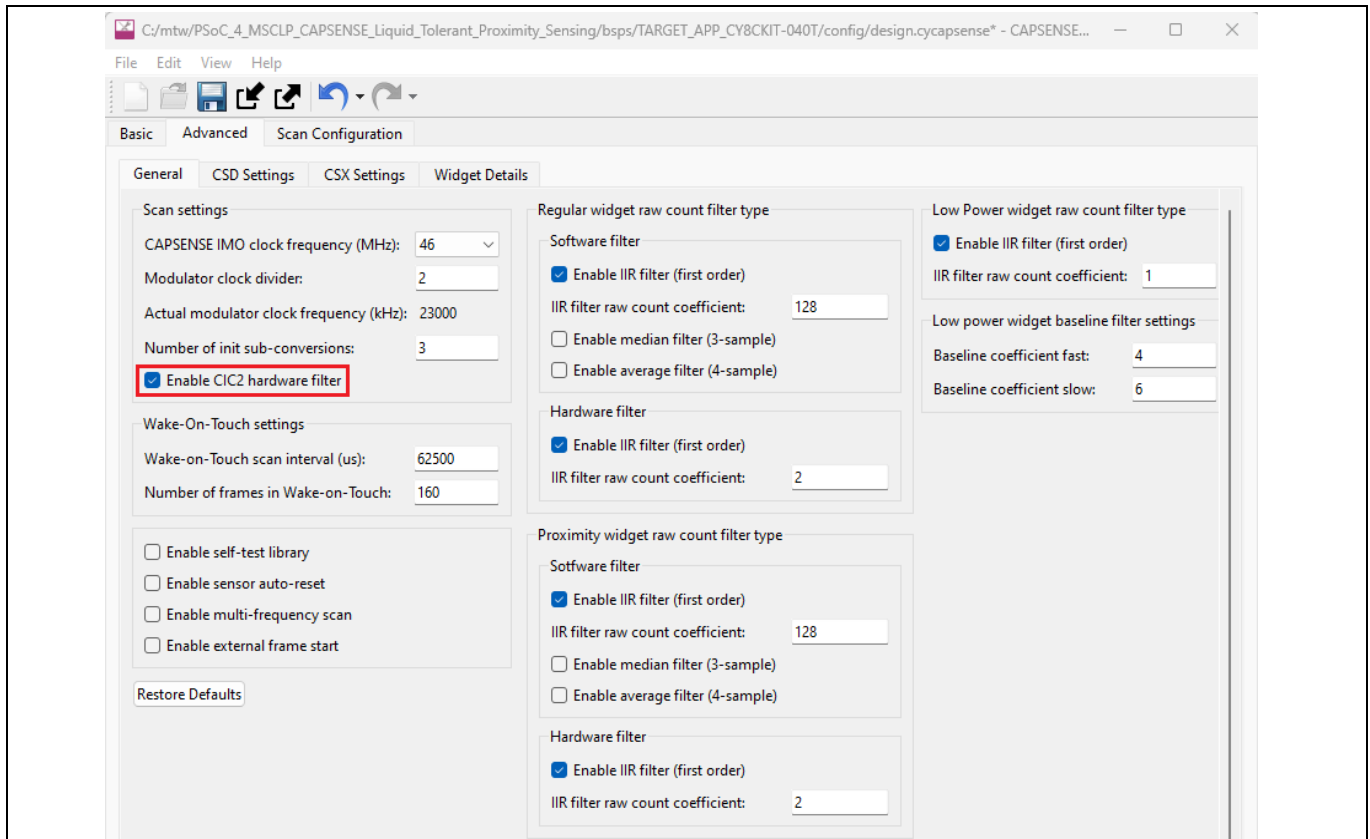 C:/mtw/PSoC_4_MSCLP_CAPSENSE_Liquid_Tolerant_Proximity_Sensing/bsps/TARGET_APP_CY8CKIT-040T/config/design.cycapsense* - CAPSENSE...
File Edit View Help
Basic Advanced Scan Configuration
General CSD Settings CSX Settings Widget Details
Scan settings
CAPSENSE IMO clock frequency (MHz): 46
Modulator clock divider: 2
Actual modulator clock frequency (kHz): 23000
Number of init sub-conversions: 3
Enable CIC2 hardware filter
Wake-On-Touch settings
Wake-on-Touch scan interval (us): 62500
Number of frames in Wake-on-Touch: 160
Enable self-test library
Enable sensor auto-reset
Enable multi-frequency scan
Enable external frame start
Restore Defaults
Regular widget raw count filter type
Software filter
Enable IIR filter (first order)
IIR filter raw count coefficient: 128
Enable median filter (3-sample)
Enable average filter (4-sample)
Hardware filter
Enable IIR filter (first order)
IIR filter raw count coefficient: 2
Proximity widget raw count filter type
Sotfware filter
Enable IIR filter (first order)
IIR filter raw count coefficient: 128
Enable median filter (3-sample)
Enable average filter (4-sample)
Hardware filter
Enable IIR filter (first order)
IIR filter raw count coefficient: 2
Low Power widget raw count filter type
Enable IIR filter (first order)
IIR filter raw count coefficient: 1
Low power widget baseline filter settings
Baseline coefficient fast: 4
Baseline coefficient slow: 6